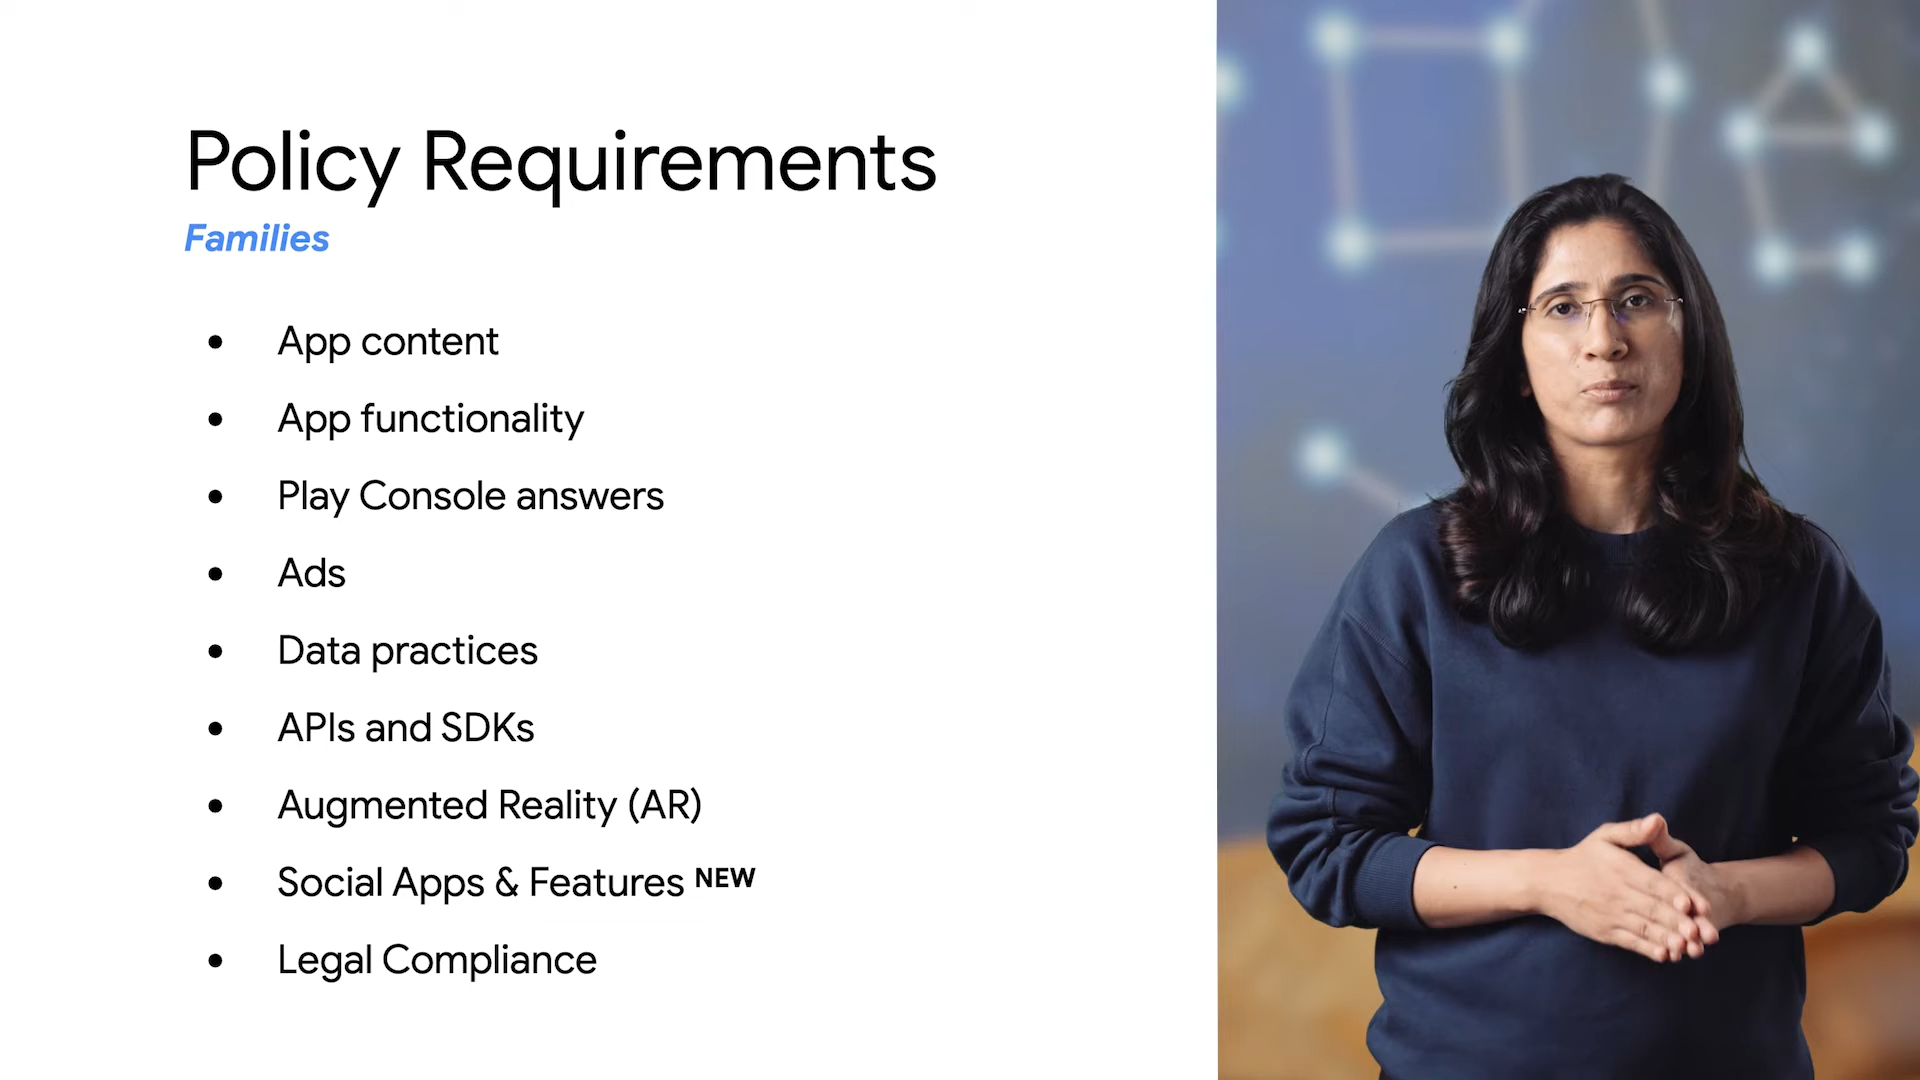 Policy Requirements
Families
• App content
• App functionality
• Play Console answers
• Ads
• Data practices
• APIs and SDKs
• Augmented Reality (AR)
• Social Apps & Features NEW
• Legal Compliance